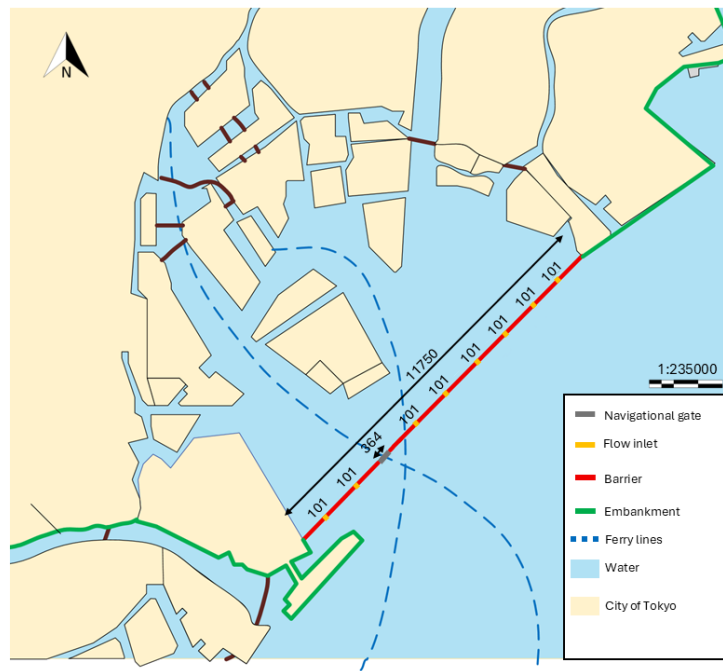 N
101
101
101
101
101
101
11750
101
364
101
101
1:235000
Navigational gate
Flow inlet
Barrier
Embankment
Ferry lines
Water
City of Tokyo